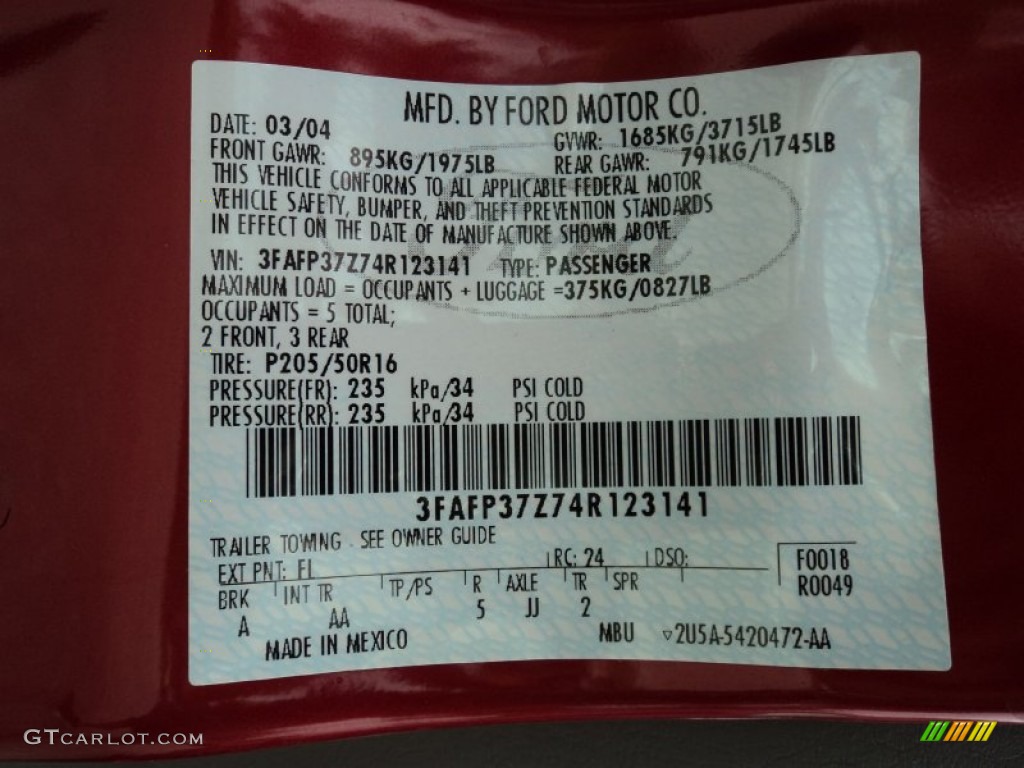 MFD. BY FORD MOTOR CO.
DATE: 03/04 GVWR: 1685KG/3715LB
FRONT GAWR: 895KG/1975LB REAR GAWR: 791KG/1745LB
THIS VEHICLE CONFORMS TO ALL APPLICABLE FEDERAL MOTOR
VEHICLE SAFETY, BUMPER, AND THEFT PREVENTION STANDARDS
IN EFFECT ON THE DATE OF MANUFACTURE SHOWN ABOVE.
VIN: 3FAFP37Z74R123141 TYPE: PASSENGER
MAXIMUM LOAD = OCCUPANTS + LUGGAGE =375KG/0827LB
OCCUPANTS = 5 TOTAL;
2 FRONT, 3 REAR
TIRE: P205/50R16
PRESSURE(FR): 235 kPa/34 PSI COLD
PRESSURE(RR): 235 kPa/34 PSI COLD
3FAFP37Z74R123141
TRAILER TOWING - SEE OWNER GUIDE
EXT PNT: FL RC: 24 DSO: F0018
R0049
BRK INT TR TP/PS R AXLE TR SPR
A AA 5 JJ 2
MADE IN MEXICO MBU ▿2U5A-5420472-AA
GTCARLOT.COM